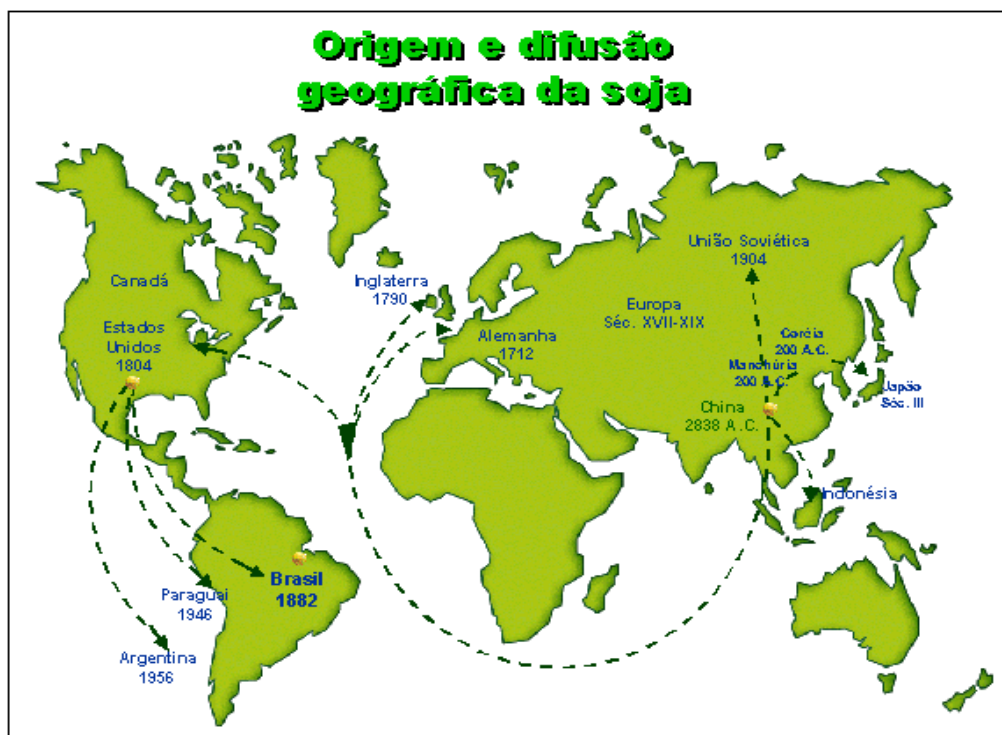 Origem e difusão
geográfica da soja
União Soviética
1904
Canadá
Inglaterra
1790
Europa
Séc. XVII-XIX
Estados
Unidos
1804
Alemanha
1712
Coréia
200 A.C.
Manchúria
200 A.C.
Japão
Séc. III
China
2838 A.C.
Indonésia
Brasil
1882
Paraguai
1946
Argentina
1956